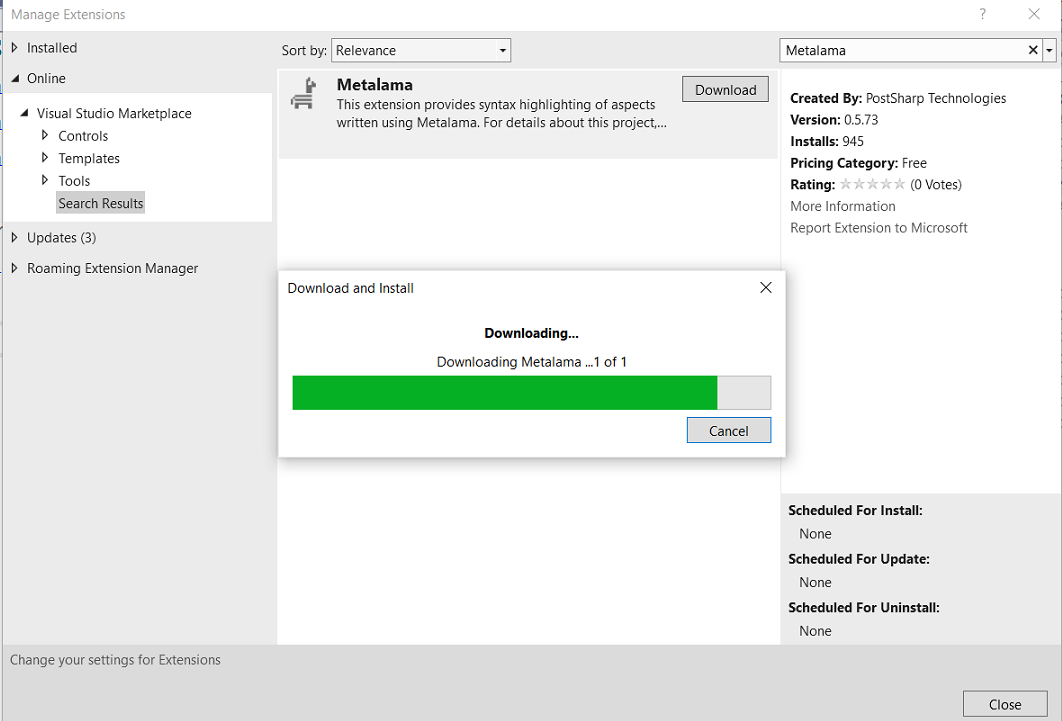 Manage Extensions
?
Installed
Online
Visual Studio Marketplace
Controls
Templates
Tools
Search Results
Updates (3)
Roaming Extension Manager
Sort by: Relevance
Metalama
Metalama
Download
This extension provides syntax highlighting of aspects
written using Metalama. For details about this project,...
Created By: PostSharp Technologies
Version: 0.5.73
Installs: 945
Pricing Category: Free
Rating: (0 Votes)
More Information
Report Extension to Microsoft
Download and Install
Downloading...
Downloading Metalama ...1 of 1
Cancel
Scheduled For Install:
None
Scheduled For Update:
None
Scheduled For Uninstall:
None
Change your settings for Extensions
Close